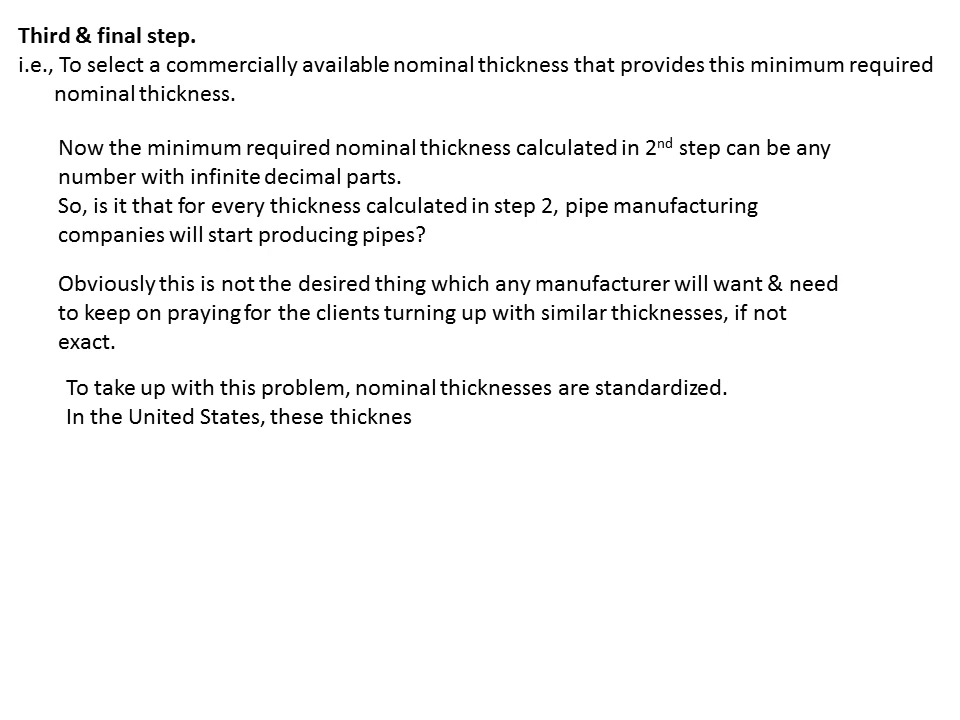 Third & final step.
i.e., To select a commercially available nominal thickness that provides this minimum required
nominal thickness.
Now the minimum required nominal thickness calculated in 2nd step can be any
number with infinite decimal parts.
So, is it that for every thickness calculated in step 2, pipe manufacturing
companies will start producing pipes?
Obviously this is not the desired thing which any manufacturer will want & need
to keep on praying for the clients turning up with similar thicknesses, if not
exact.
To take up with this problem, nominal thicknesses are standardized.
In the United States, these thicknes